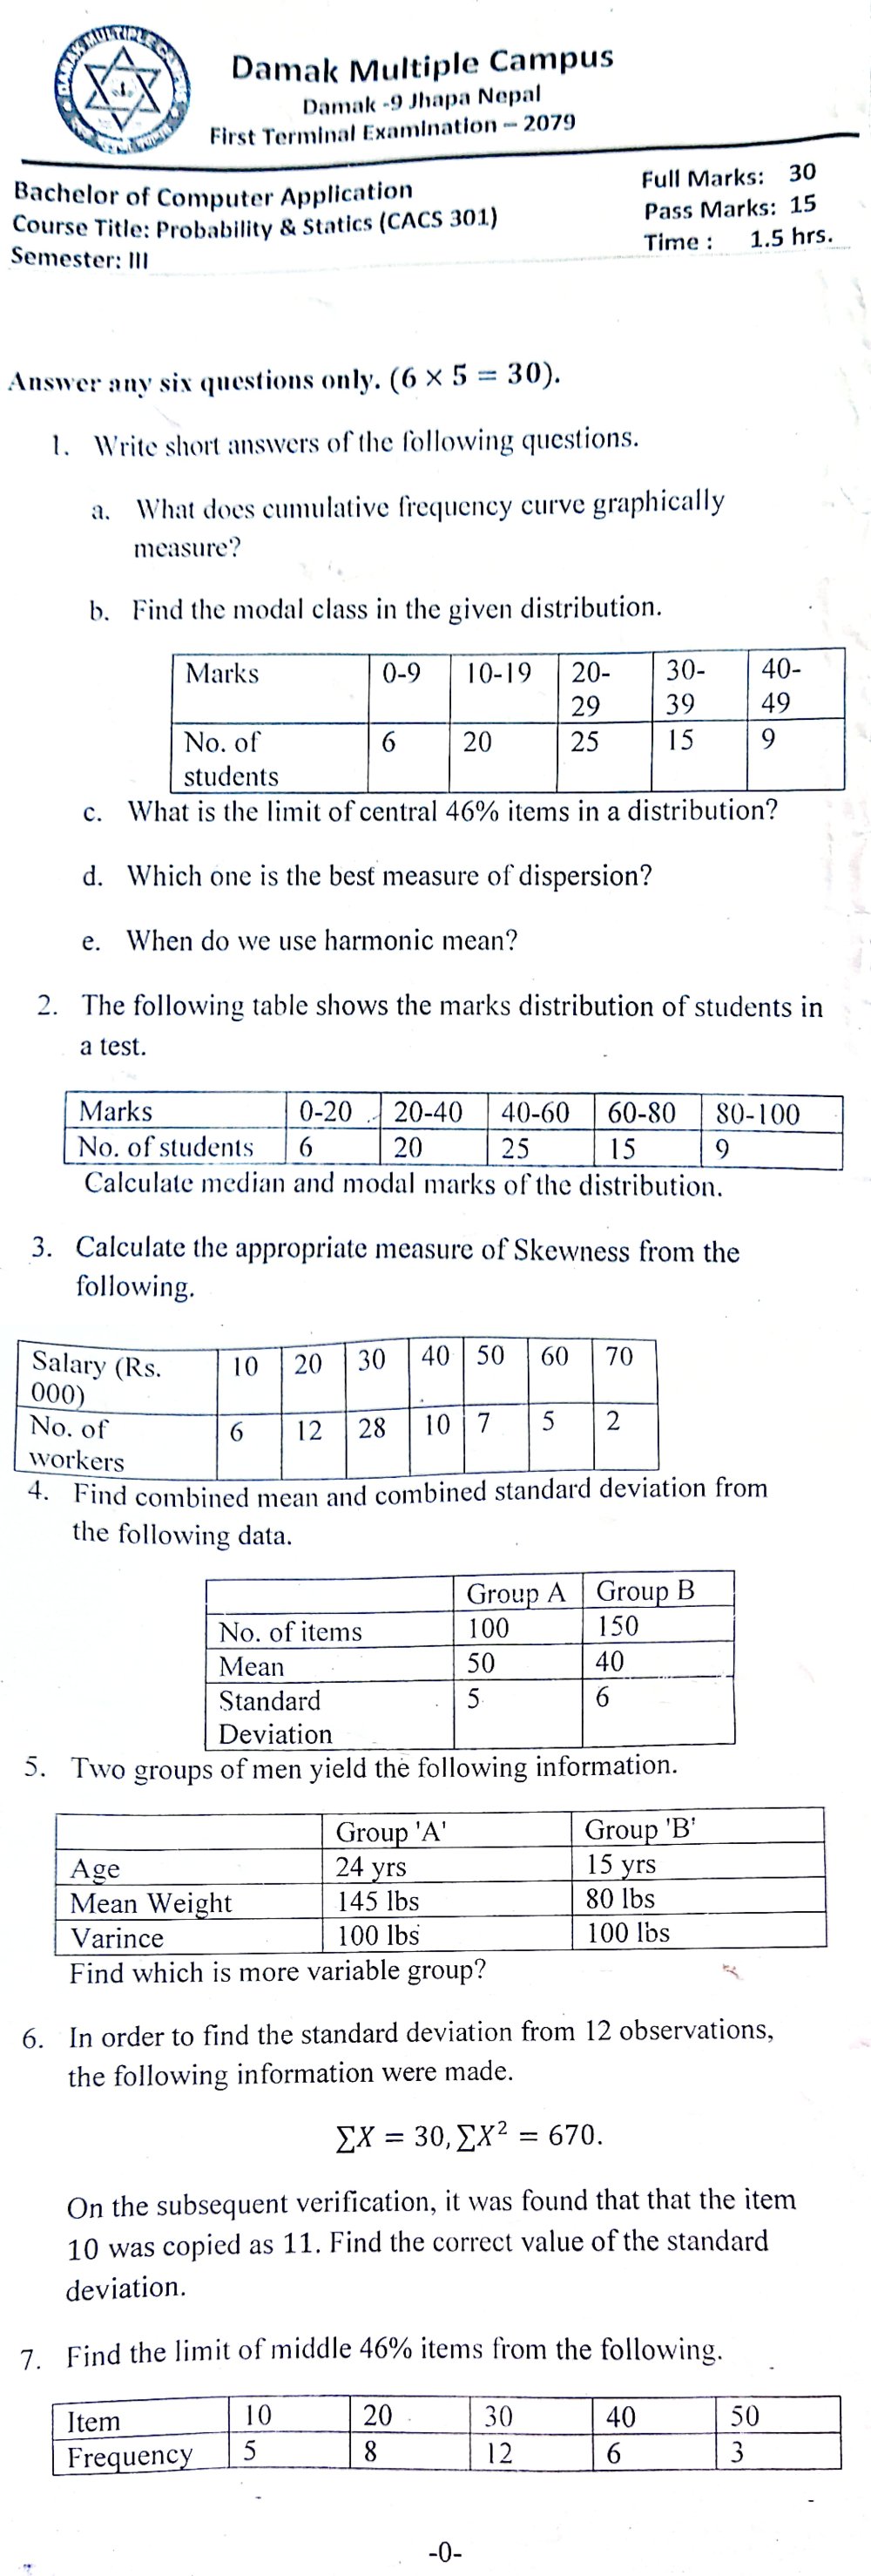 DAMAK MULTIPLE CAMPUS
Damak Multiple Campus
Damak -9 Jhapa Nepal
First Terminal Examination – 2079
Bachelor of Computer Application
Course Title: Probability & Statics (CACS 301)
Semester: III
Full Marks: 30
Pass Marks: 15
Time : 1.5 hrs.
Answer any six questions only. (6 × 5 = 30).
1. Write short answers of the following questions.
a. What does cumulative frequency curve graphically
measure?
b. Find the modal class in the given distribution.
Marks 0-9 10-19 20- 30- 40-
29 39 49
No. of 6 20 25 15 9
students
c. What is the limit of central 46% items in a distribution?
d. Which one is the best measure of dispersion?
e. When do we use harmonic mean?
2. The following table shows the marks distribution of students in
a test.
Marks 0-20 20-40 40-60 60-80 80-100
No. of students 6 20 25 15 9
Calculate median and modal marks of the distribution.
3. Calculate the appropriate measure of Skewness from the
following.
Salary (Rs. 10 20 30 40 50 60 70
000)
No. of 6 12 28 10 7 5 2
workers
4. Find combined mean and combined standard deviation from
the following data.
Group A Group B
No. of items 100 150
Mean 50 40
Standard 5 6
Deviation
5. Two groups of men yield the following information.
Group 'A' Group 'B'
Age 24 yrs 15 yrs
Mean Weight 145 lbs 80 lbs
Varince 100 lbs 100 lbs
Find which is more variable group?
6. In order to find the standard deviation from 12 observations,
the following information were made.
∑X = 30, ∑X² = 670.
On the subsequent verification, it was found that that the item
10 was copied as 11. Find the correct value of the standard
deviation.
7. Find the limit of middle 46% items from the following.
Item 10 20 30 40 50
Frequency 5 8 12 6 3
-0-